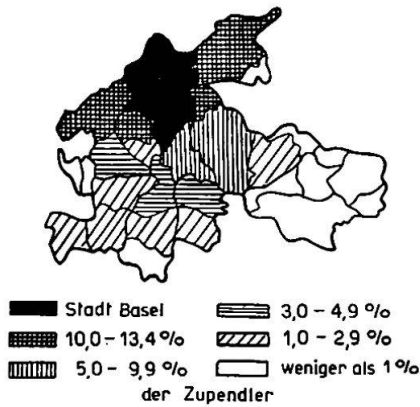 Stadt Basel
10,0 – 13,4 %
5,0 – 9,9 %
3,0 – 4,9 %
1,0 – 2,9 %
weniger als 1 %
der Zupendler